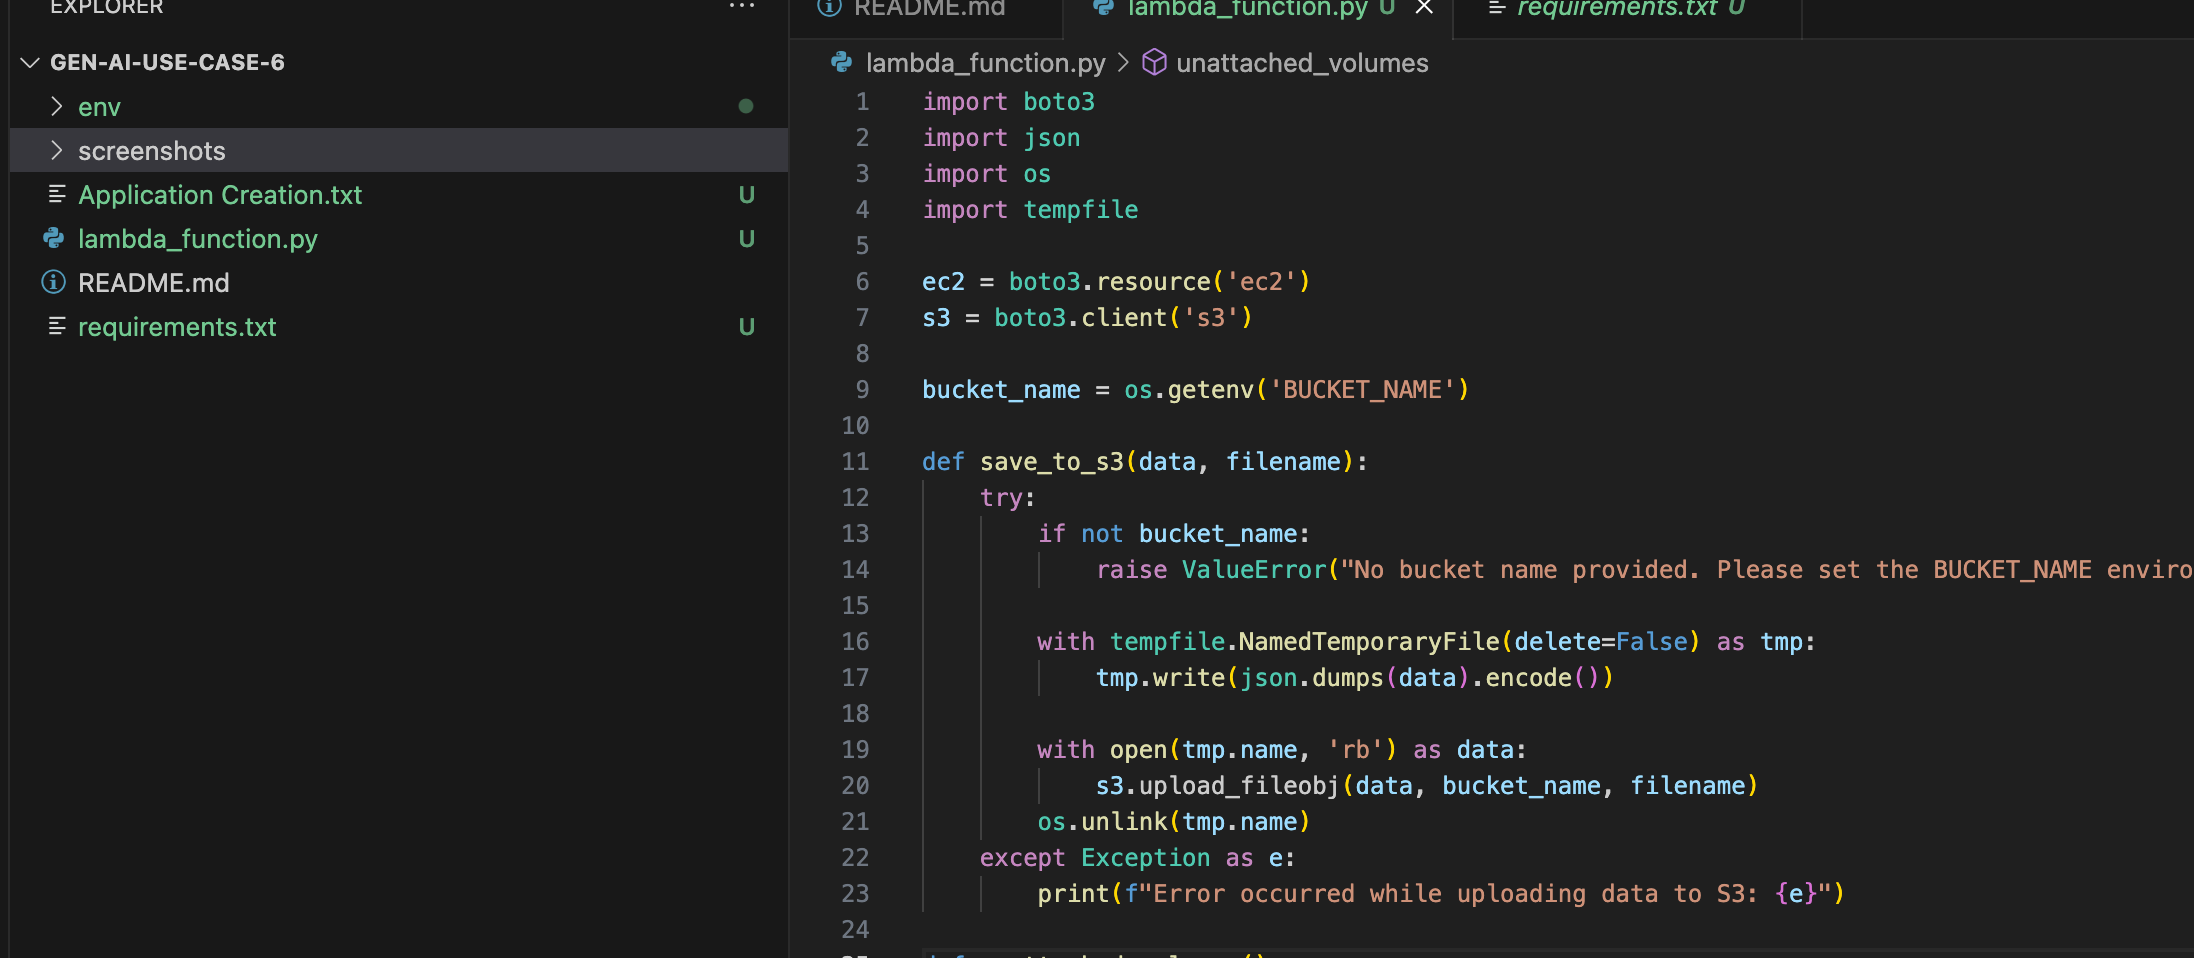 EXPLORER
GEN-AI-USE-CASE-6
env
screenshots
Application Creation.txt U
lambda_function.py U
README.md
requirements.txt U
README.md lambda_function.py U requirements.txt U
lambda_function.py > unattached_volumes
1 import boto3
2 import json
3 import os
4 import tempfile
5
6 ec2 = boto3.resource('ec2')
7 s3 = boto3.client('s3')
8
9 bucket_name = os.getenv('BUCKET_NAME')
10
11 def save_to_s3(data, filename):
12     try:
13         if not bucket_name:
14             raise ValueError("No bucket name provided. Please set the BUCKET_NAME enviro
15
16         with tempfile.NamedTemporaryFile(delete=False) as tmp:
17             tmp.write(json.dumps(data).encode())
18
19         with open(tmp.name, 'rb') as data:
20             s3.upload_fileobj(data, bucket_name, filename)
21         os.unlink(tmp.name)
22     except Exception as e:
23         print(f"Error occurred while uploading data to S3: {e}")
24